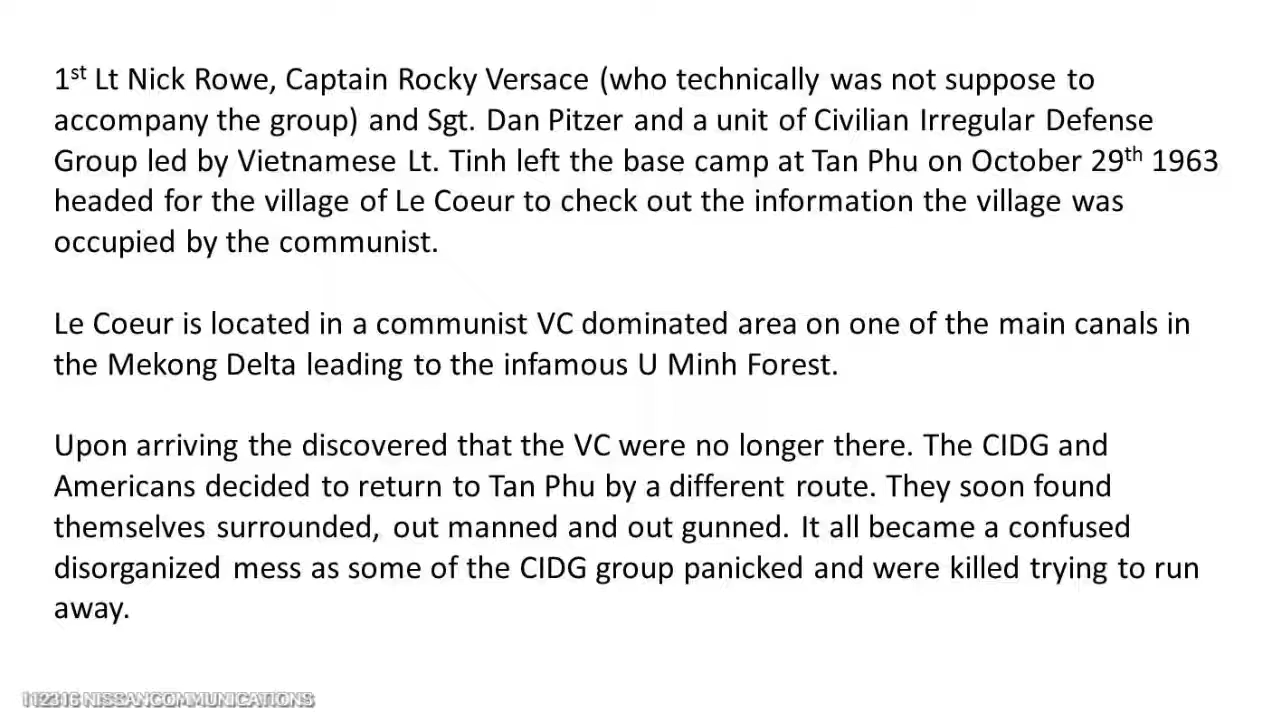 1st Lt Nick Rowe, Captain Rocky Versace (who technically was not suppose to
accompany the group) and Sgt. Dan Pitzer and a unit of Civilian Irregular Defense
Group led by Vietnamese Lt. Tinh left the base camp at Tan Phu on October 29th 1963
headed for the village of Le Coeur to check out the information the village was
occupied by the communist.
Le Coeur is located in a communist VC dominated area on one of the main canals in
the Mekong Delta leading to the infamous U Minh Forest.
Upon arriving the discovered that the VC were no longer there. The CIDG and
Americans decided to return to Tan Phu by a different route. They soon found
themselves surrounded, out manned and out gunned. It all became a confused
disorganized mess as some of the CIDG group panicked and were killed trying to run
away.
112316 NISSANCOMMUNICATIONS